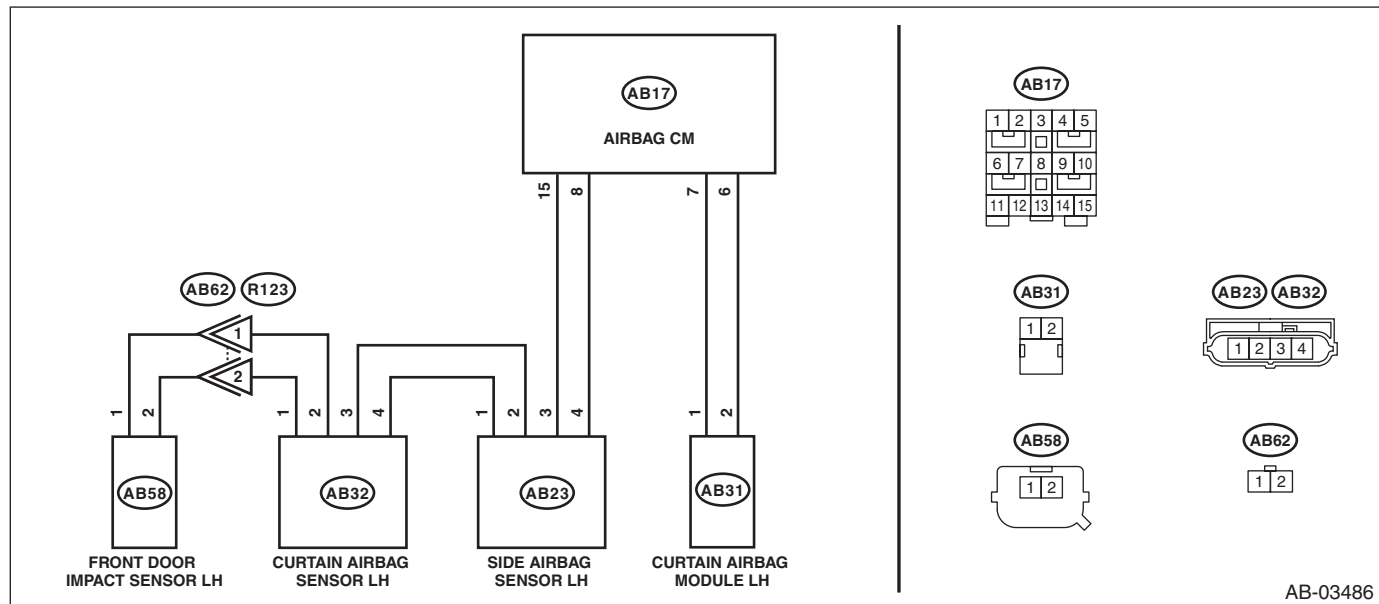 AB17
AIRBAG CM
15
8
7
6
AB62 R123
1
2
1
2
1
2
3
4
1
2
3
4
1
2
AB58
AB32
AB23
AB31
FRONT DOOR
IMPACT SENSOR LH
CURTAIN AIRBAG
SENSOR LH
SIDE AIRBAG
SENSOR LH
CURTAIN AIRBAG
MODULE LH
AB17
1 2 3 4 5
6 7 8 9 10
11 12 13 14 15
AB31
1 2
AB23 AB32
1 2 3 4
AB58
1 2
AB62
1 2
AB-03486